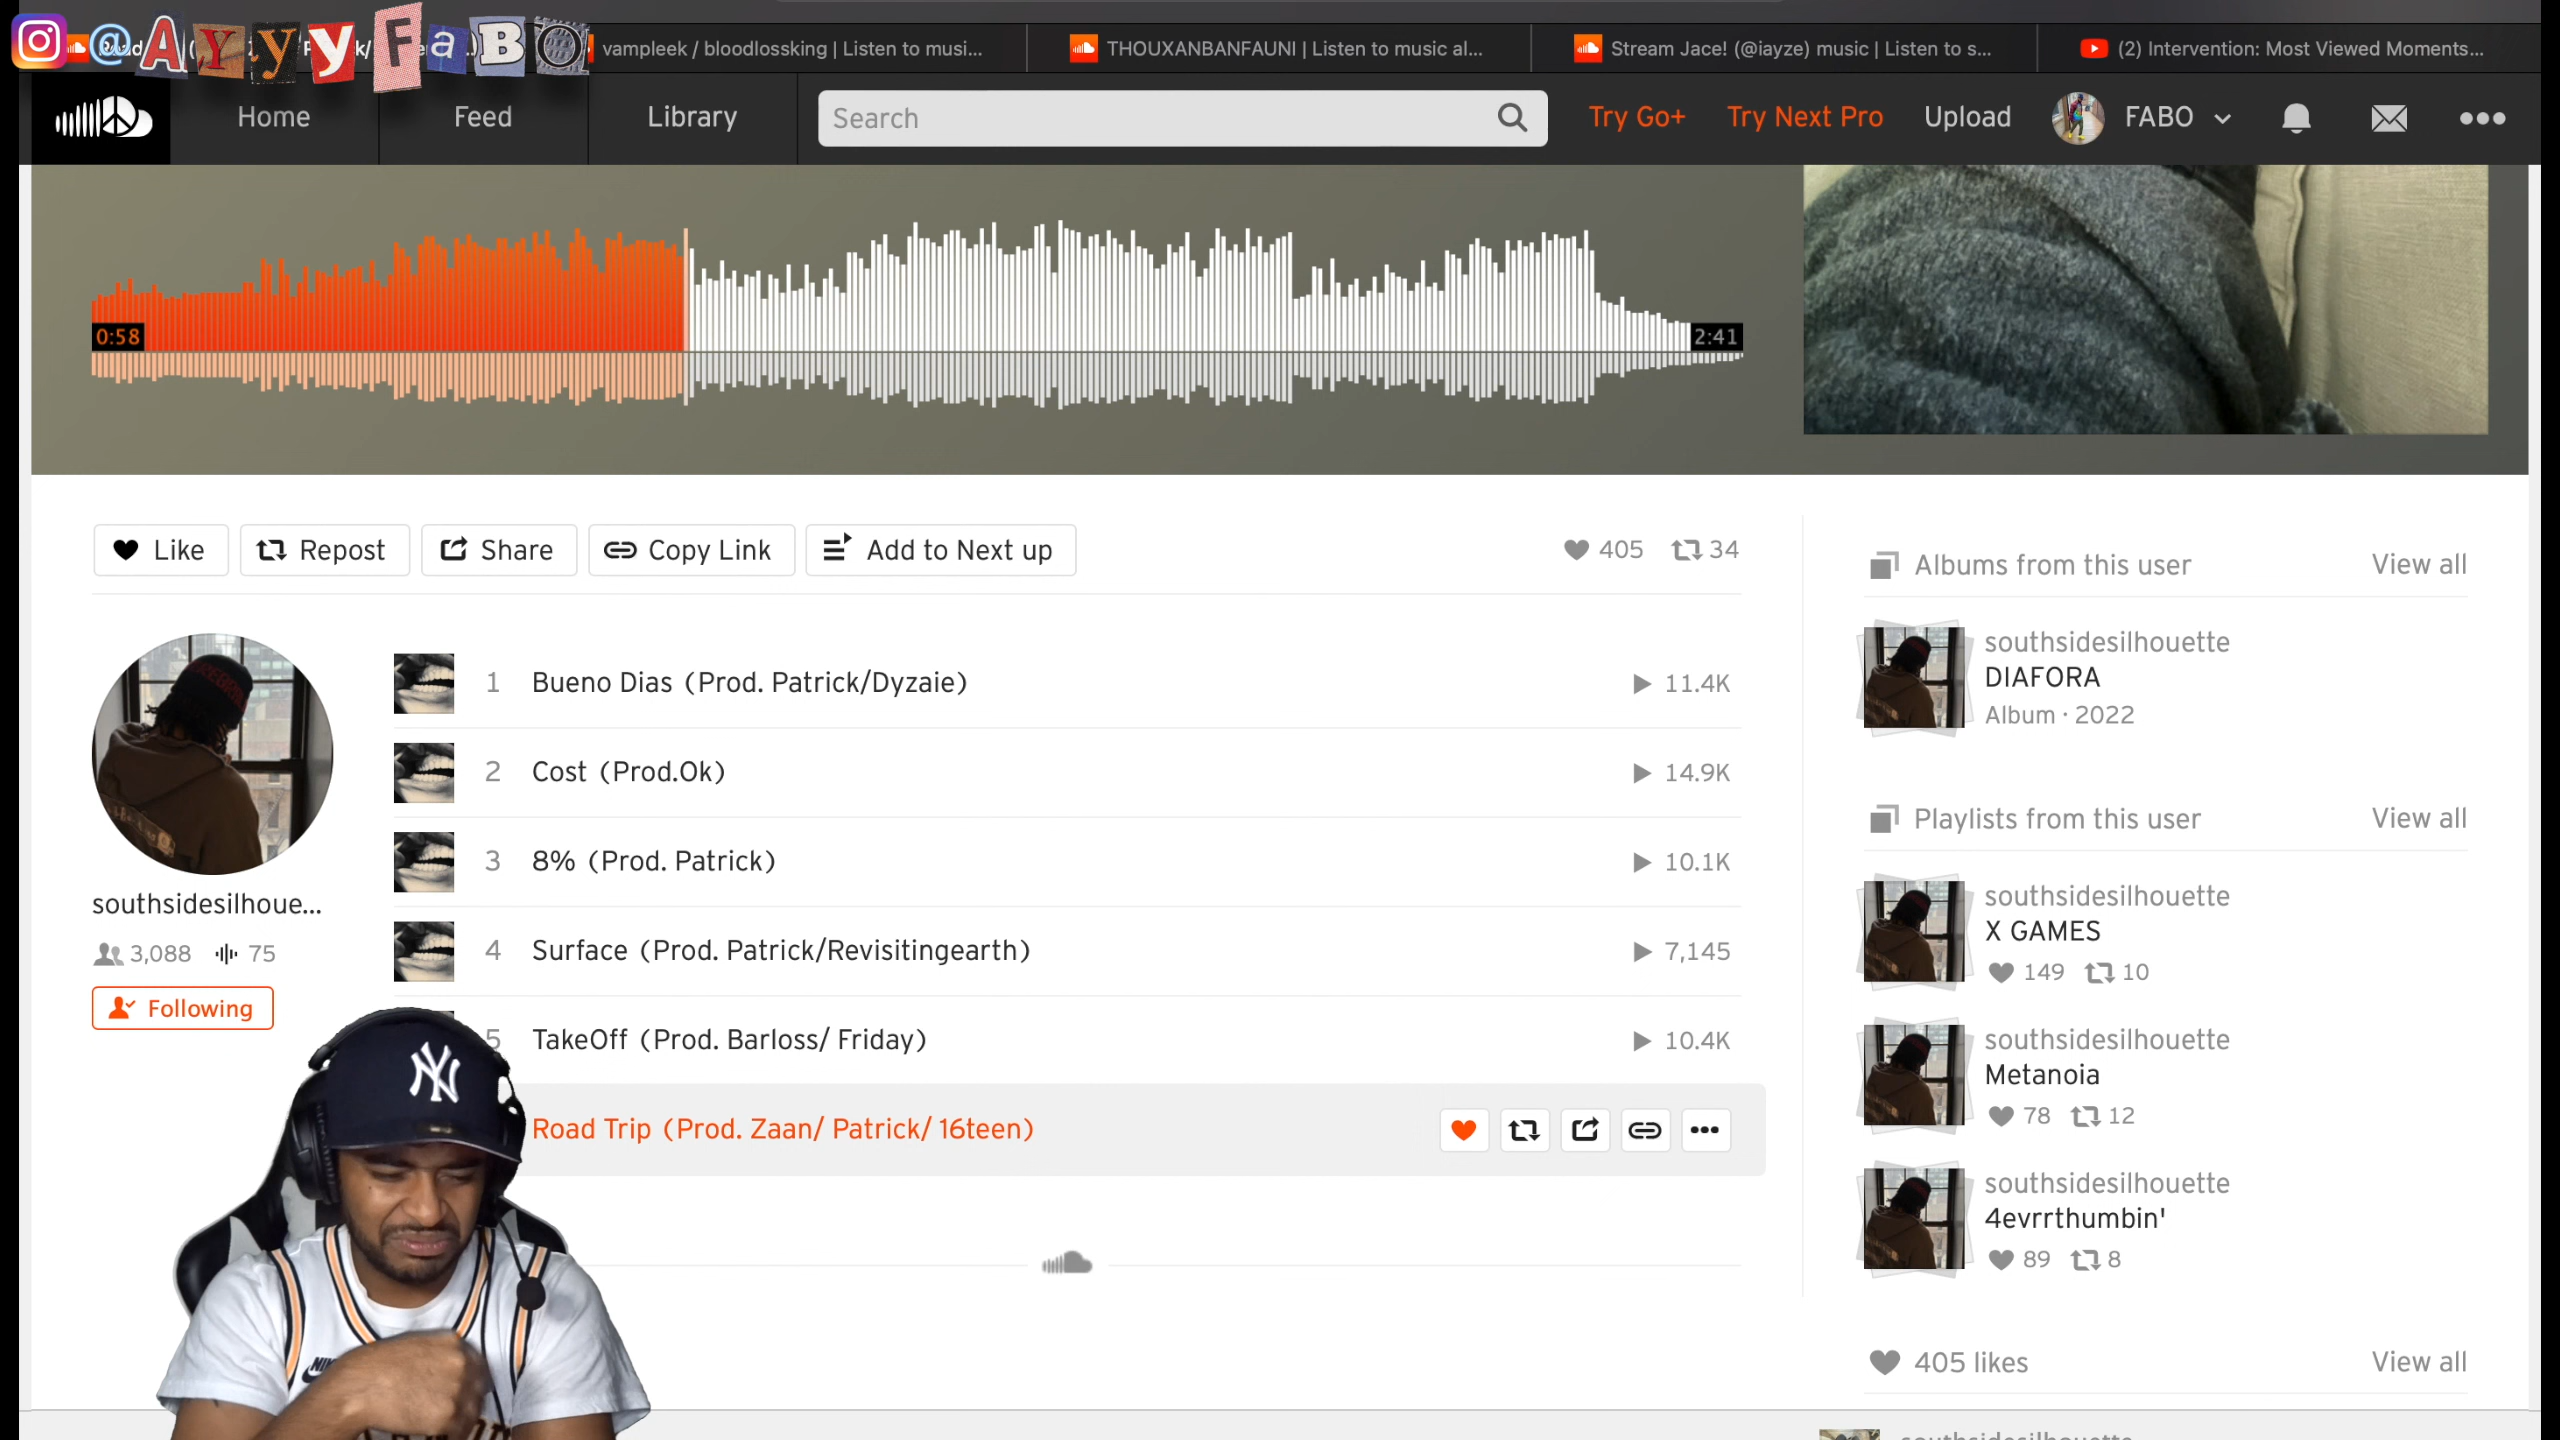 @AyyyFaBO
vampleek / bloodlossking | Listen to musi...
THOUXANBANFAUNI | Listen to music al...
Stream Jace! (@iayze) music | Listen to s...
(2) Intervention: Most Viewed Moments...
Home
Feed
Library
Search
Try Go+
Try Next Pro
Upload
FABO
0:58
2:41
Like
Repost
Share
Copy Link
Add to Next up
405
34
southsidesilhoue...
3,088
75
Following
1 Bueno Dias (Prod. Patrick/Dyzaie) 11.4K
2 Cost (Prod.Ok) 14.9K
3 8% (Prod. Patrick) 10.1K
4 Surface (Prod. Patrick/Revisitingearth) 7,145
5 TakeOff (Prod. Barloss/ Friday) 10.4K
Road Trip (Prod. Zaan/ Patrick/ 16teen)
NY
NIKE
Albums from this user View all
southsidesilhouette
DIAFORA
Album · 2022
Playlists from this user View all
southsidesilhouette
X GAMES
149 10
southsidesilhouette
Metanoia
78 12
southsidesilhouette
4evrrthumbin'
89 8
405 likes View all